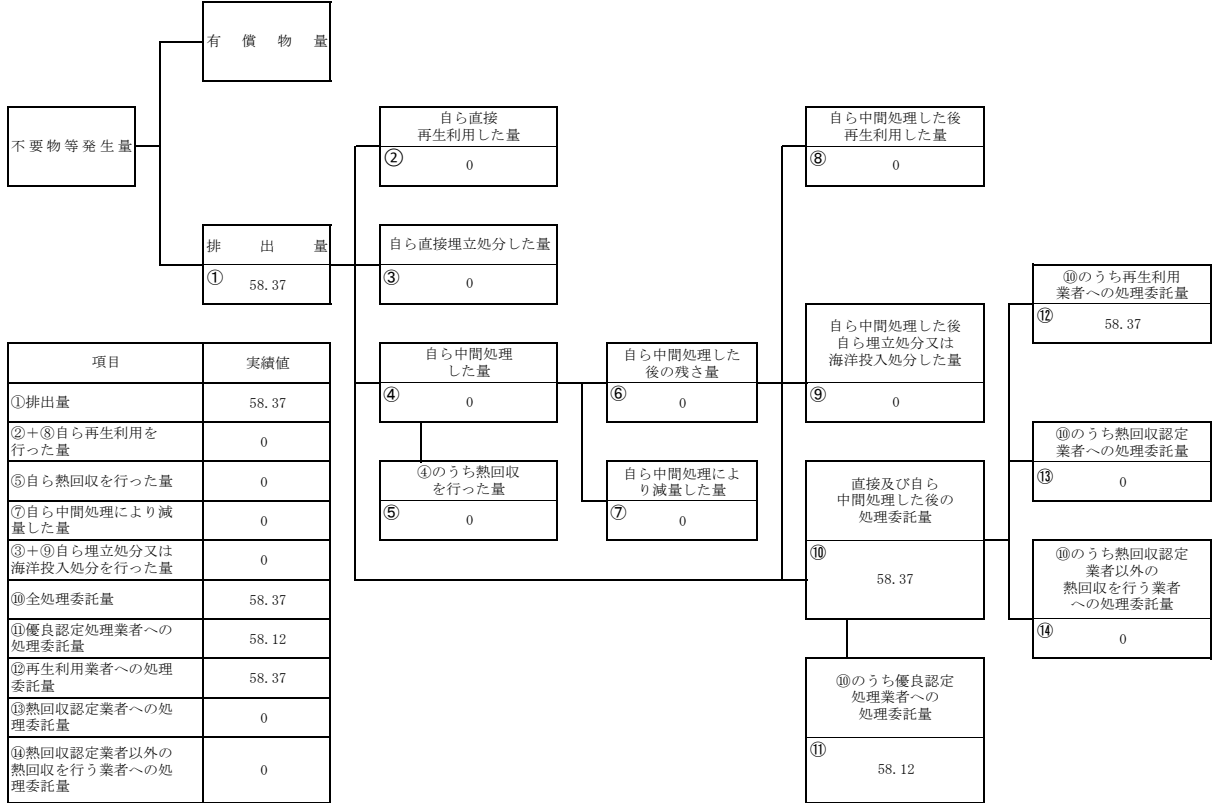 有償物量
不要物等発生量
排出量
① 58.37
自ら直接
再生利用した量
② 0
自ら直接埋立処分した量
③ 0
自ら中間処理
した量
④ 0
④のうち熱回収
を行った量
⑤ 0
自ら中間処理した
後の残さ量
⑥ 0
自ら中間処理によ
り減量した量
⑦ 0
自ら中間処理した後
再生利用した量
⑧ 0
自ら中間処理した後
自ら埋立処分又は
海洋投入処分した量
⑨ 0
直接及び自ら
中間処理した後の
処理委託量
⑩
58.37
⑩のうち優良認定
処理業者への
処理委託量
⑪
58.12
⑩のうち再生利用
業者への処理委託量
⑫ 58.37
⑩のうち熱回収認定
業者への処理委託量
⑬ 0
⑩のうち熱回収認定
業者以外の
熱回収を行う業者
への処理委託量
⑭ 0
項目 実績値
①排出量 58.37
②+⑧自ら再生利用を
行った量 0
⑤自ら熱回収を行った量 0
⑦自ら中間処理により減
量した量 0
③+⑨自ら埋立処分又は
海洋投入処分を行った量 0
⑩全処理委託量 58.37
⑪優良認定処理業者への
処理委託量 58.12
⑫再生利用業者への処理
委託量 58.37
⑬熱回収認定業者への処
理委託量 0
⑭熱回収認定業者以外の
熱回収を行う業者への処
理委託量 0